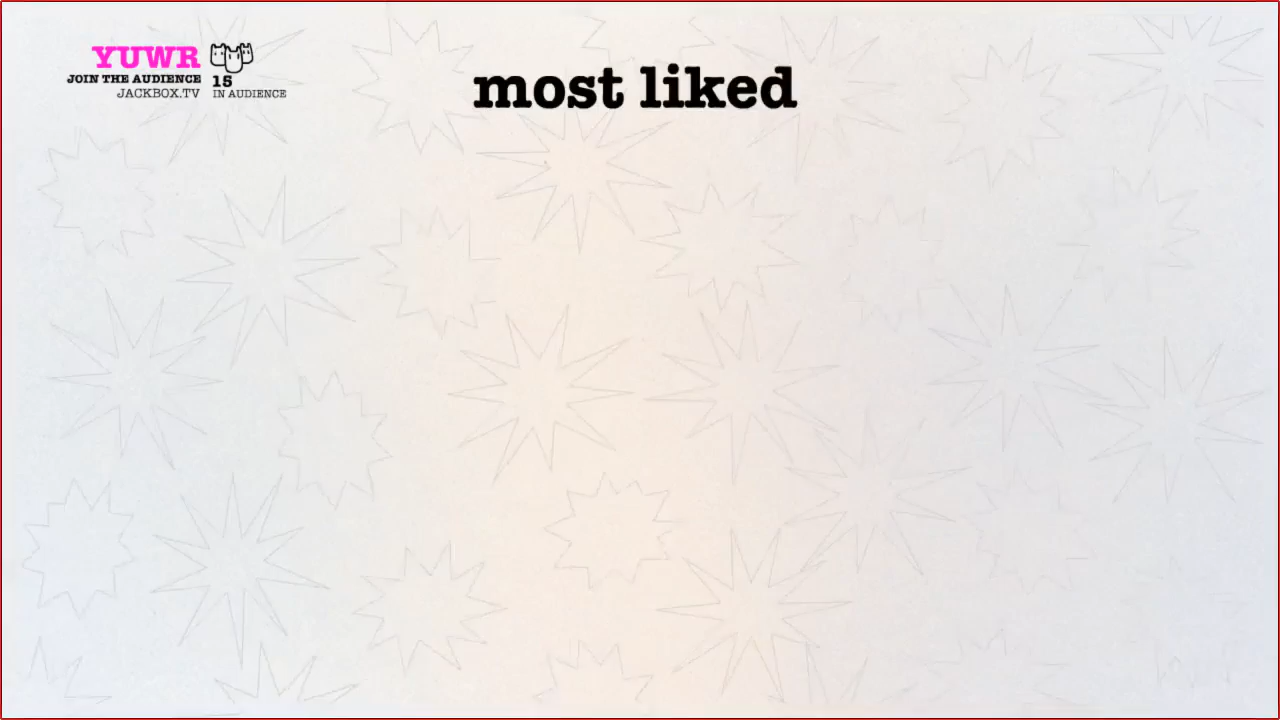 YUWR
JOIN THE AUDIENCE
JACKBOX.TV
15
IN AUDIENCE
most liked